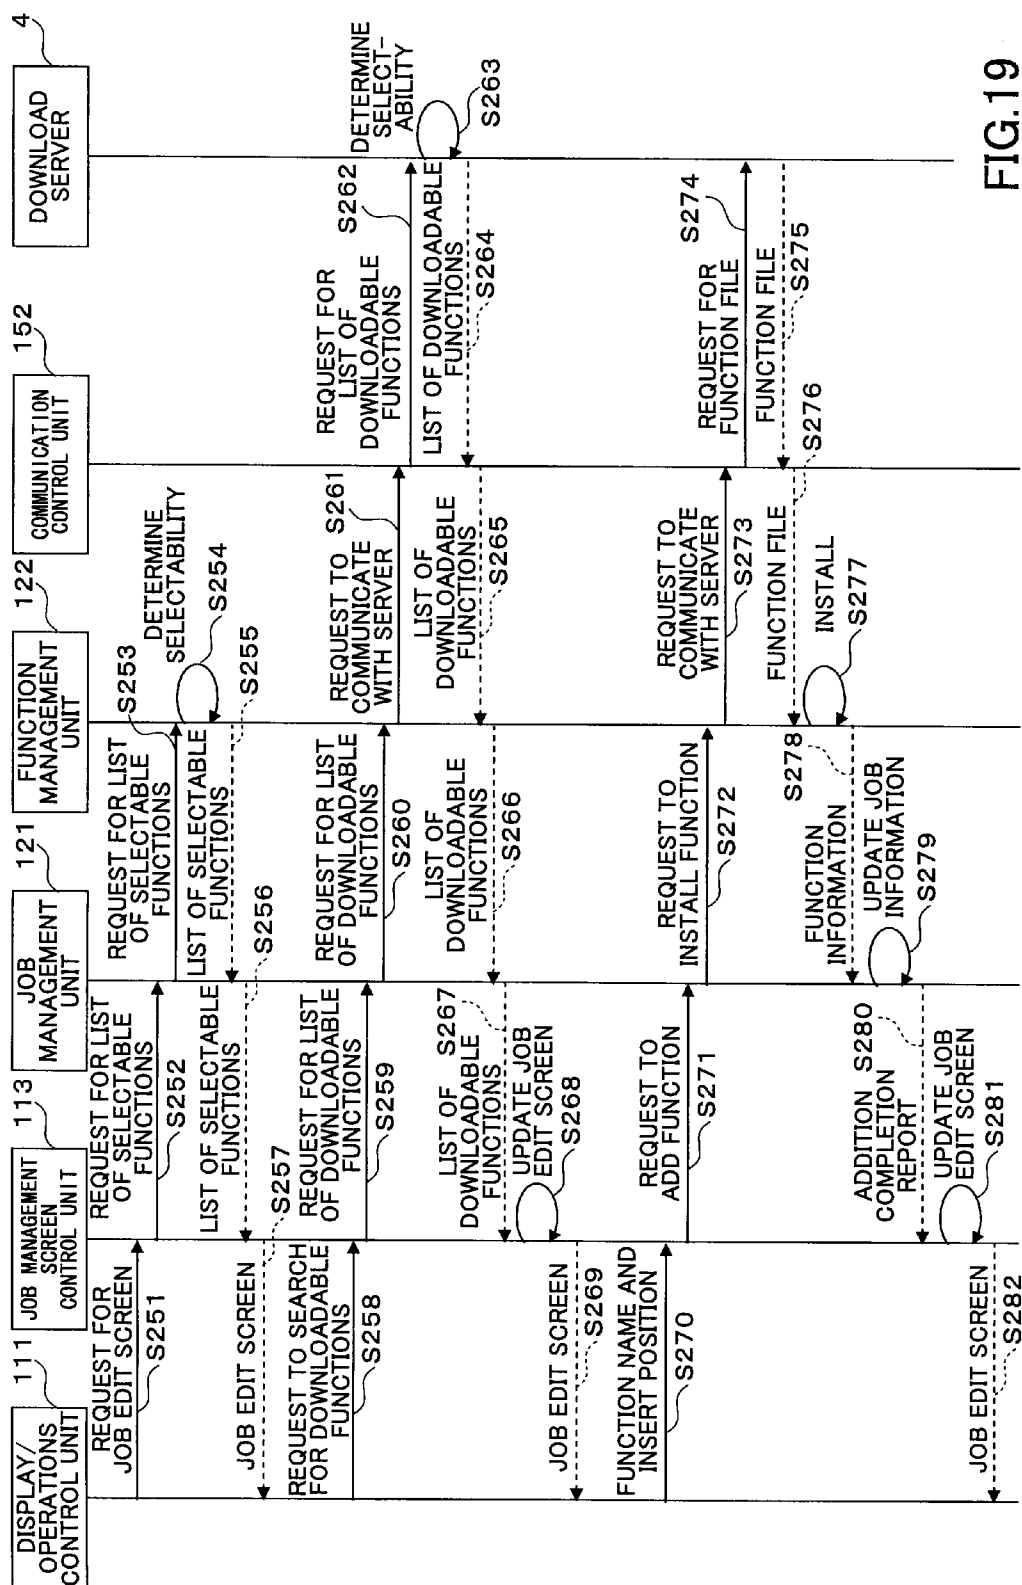 DISPLAY/
OPERATIONS
CONTROL UNIT
111
JOB MANAGEMENT
SCREEN
CONTROL UNIT
113
JOB
MANAGEMENT
UNIT
121
FUNCTION
MANAGEMENT
UNIT
122
COMMUNICATION
CONTROL UNIT
152
DOWNLOAD
SERVER
4
REQUEST FOR
JOB EDIT SCREEN
S251
REQUEST FOR LIST
OF SELECTABLE
FUNCTIONS
S252
REQUEST FOR LIST
OF SELECTABLE
FUNCTIONS
S253
DETERMINE
SELECTABILITY
S254
LIST OF SELECTABLE
FUNCTIONS
S255
LIST OF SELECTABLE
FUNCTIONS
S256
JOB EDIT SCREEN
S257
REQUEST TO SEARCH
FOR DOWNLOADABLE
FUNCTIONS
S258
REQUEST FOR LIST
OF DOWNLOADABLE
FUNCTIONS
S259
REQUEST FOR LIST
OF DOWNLOADABLE
FUNCTIONS
S260
REQUEST TO
COMMUNICATE
WITH SERVER
S261
REQUEST FOR
LIST OF
DOWNLOADABLE
FUNCTIONS
S262
DETERMINE
SELECT-
ABILITY
S263
LIST OF DOWNLOADABLE
FUNCTIONS
S264
LIST OF
DOWNLOADABLE
FUNCTIONS
S265
LIST OF
DOWNLOADABLE
FUNCTIONS
S266
LIST OF
DOWNLOADABLE
FUNCTIONS
S267
UPDATE JOB
EDIT SCREEN
S268
JOB EDIT SCREEN
S269
FUNCTION NAME AND
INSERT POSITION
S270
REQUEST TO
ADD FUNCTION
S271
REQUEST TO
INSTALL FUNCTION
S272
REQUEST TO
COMMUNICATE
WITH SERVER
S273
REQUEST FOR
FUNCTION FILE
S274
FUNCTION FILE
S275
FUNCTION FILE
S276
INSTALL
S277
FUNCTION
INFORMATION
S278
UPDATE JOB
INFORMATION
S279
ADDITION
COMPLETION
REPORT
S280
UPDATE JOB
EDIT SCREEN
S281
JOB EDIT SCREEN
S282
FIG.19